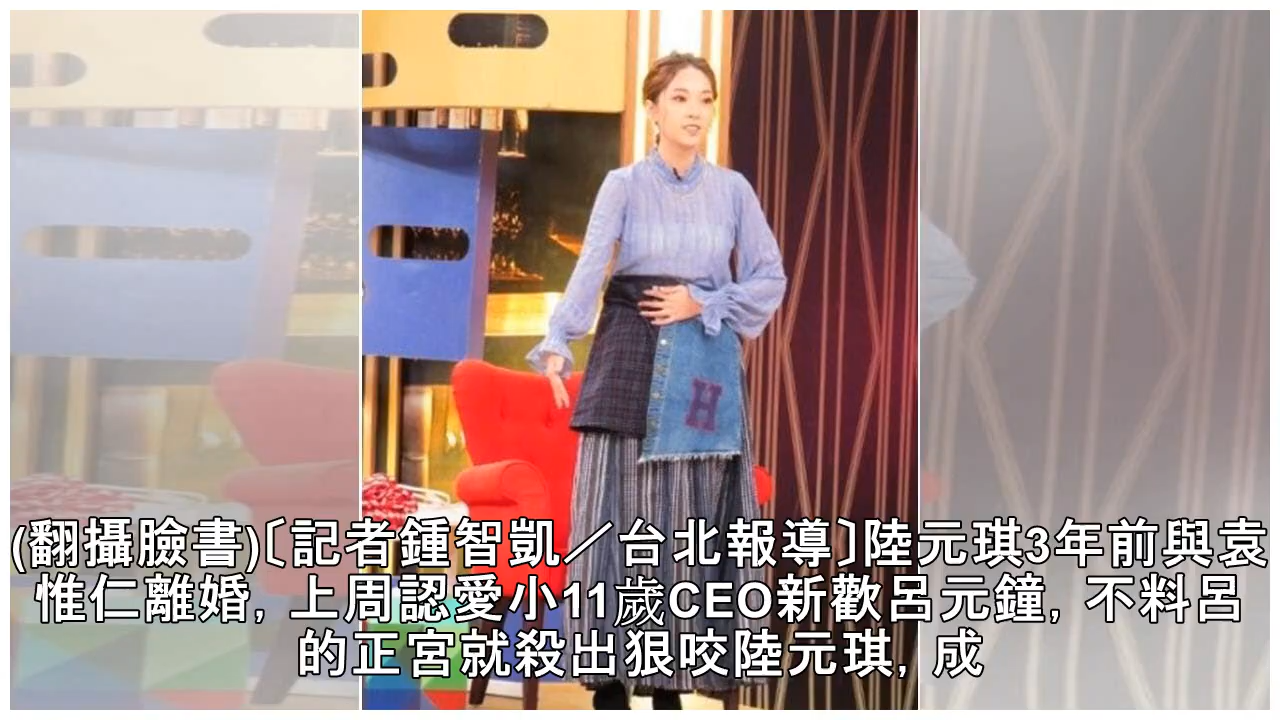 (翻攝臉書)〔記者鍾智凱／台北報導〕陸元琪3年前與袁
惟仁離婚, 上周認愛小11歲CEO新歡呂元鐘, 不料呂
的正宮就殺出狠咬陸元琪, 成
H